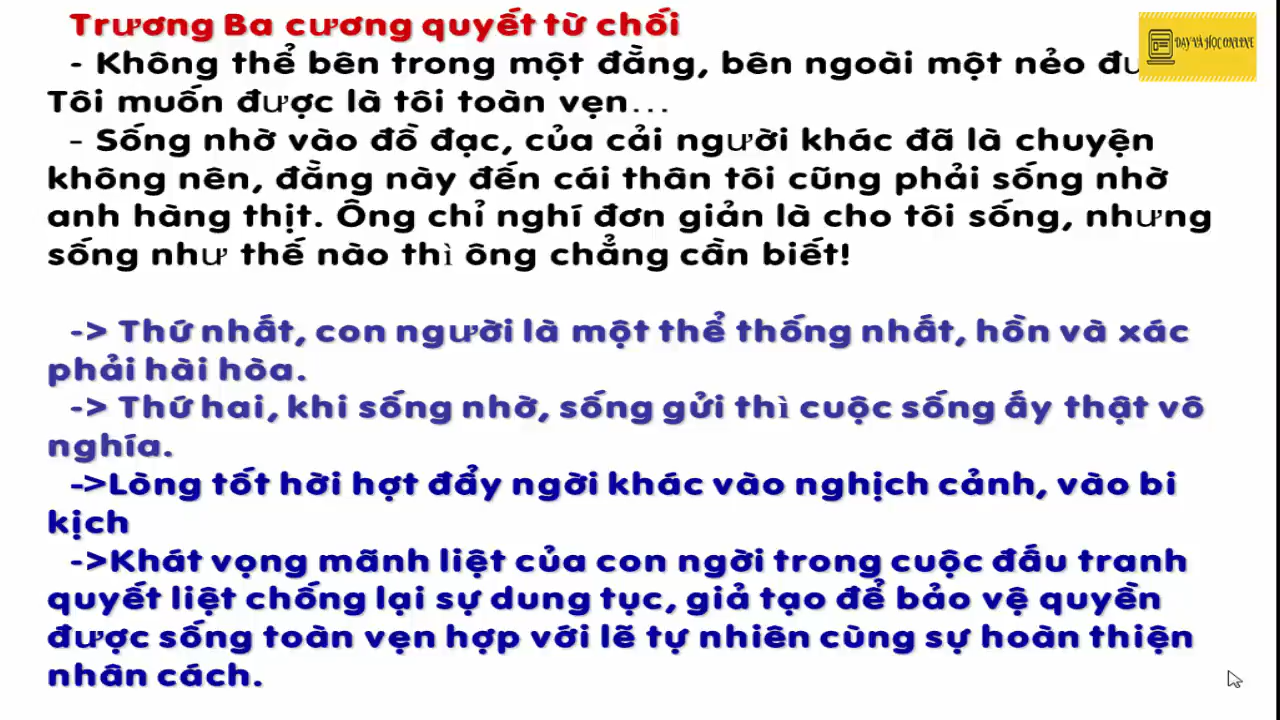 Trương Ba cương quyết từ chối
- Không thể bên trong một đằng, bên ngoài một nẻo
Tôi muốn được là tôi toàn vẹn...
- Sống nhờ vào đồ đạc, của cải người khác đã là chuyện
không nên, đằng này đến cái thân tôi cũng phải sống nhờ
anh hàng thịt. Ông chỉ nghí đơn giản là cho tôi sống, nhưng
sống như thế nào thì ông chẳng cần biết!
-> Thứ nhất, con người là một thể thống nhất, hồn và xác
phải hài hòa.
-> Thứ hai, khi sống nhờ, sống gửi thì cuộc sống ấy thật vô
nghía.
->Lòng tốt hời hợt đẩy ngời khác vào nghịch cảnh, vào bi
kịch
->Khát vọng mãnh liệt của con ngời trong cuộc đấu tranh
quyết liệt chống lại sự dung tục, giả tạo để bảo vệ quyền
được sống toàn vẹn hợp với lẽ tự nhiên cùng sự hoàn thiện
nhân cách.
DẠY VÀ HỌC ONLINE